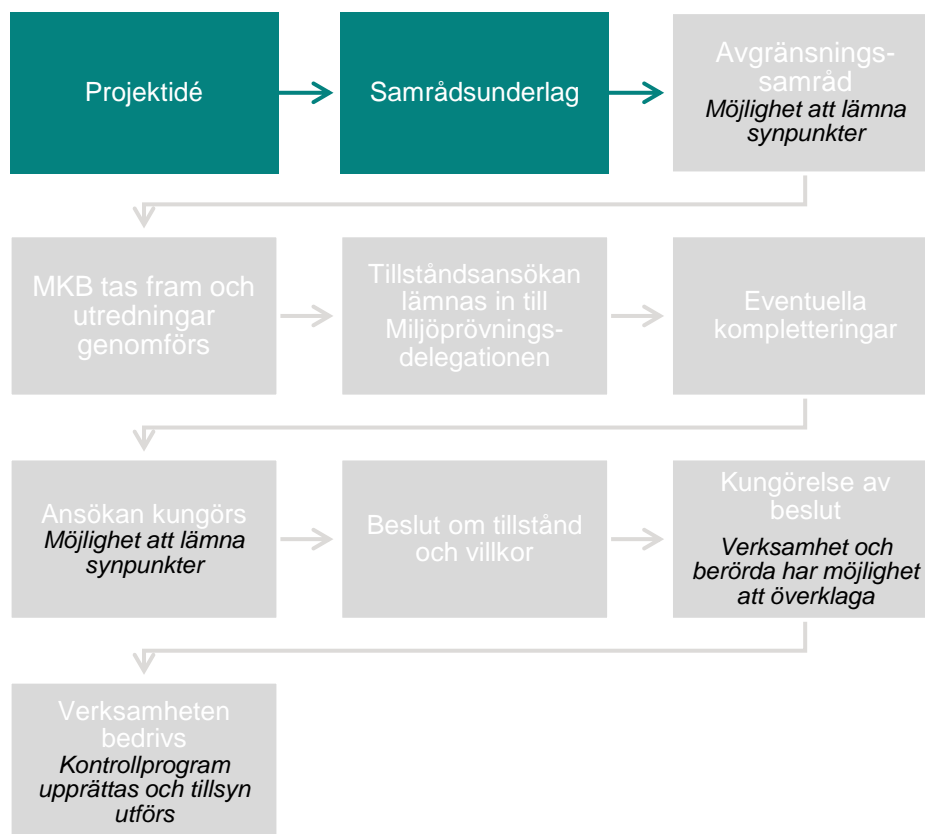 Projektidé
Samrådsunderlag
Avgränsnings-
samråd
Möjlighet att lämna
synpunkter
MKB tas fram och
utredningar
genomförs
Tillståndsansökan
lämnas in till
Miljöprövnings-
delegationen
Eventuella
kompletteringar
Ansökan kungörs
Möjlighet att lämna
synpunkter
Beslut om tillstånd
och villkor
Kungörelse av
beslut
Verksamhet och
berörda har möjlighet
att överklaga
Verksamheten
bedrivs
Kontrollprogram
upprättas och tillsyn
utförs